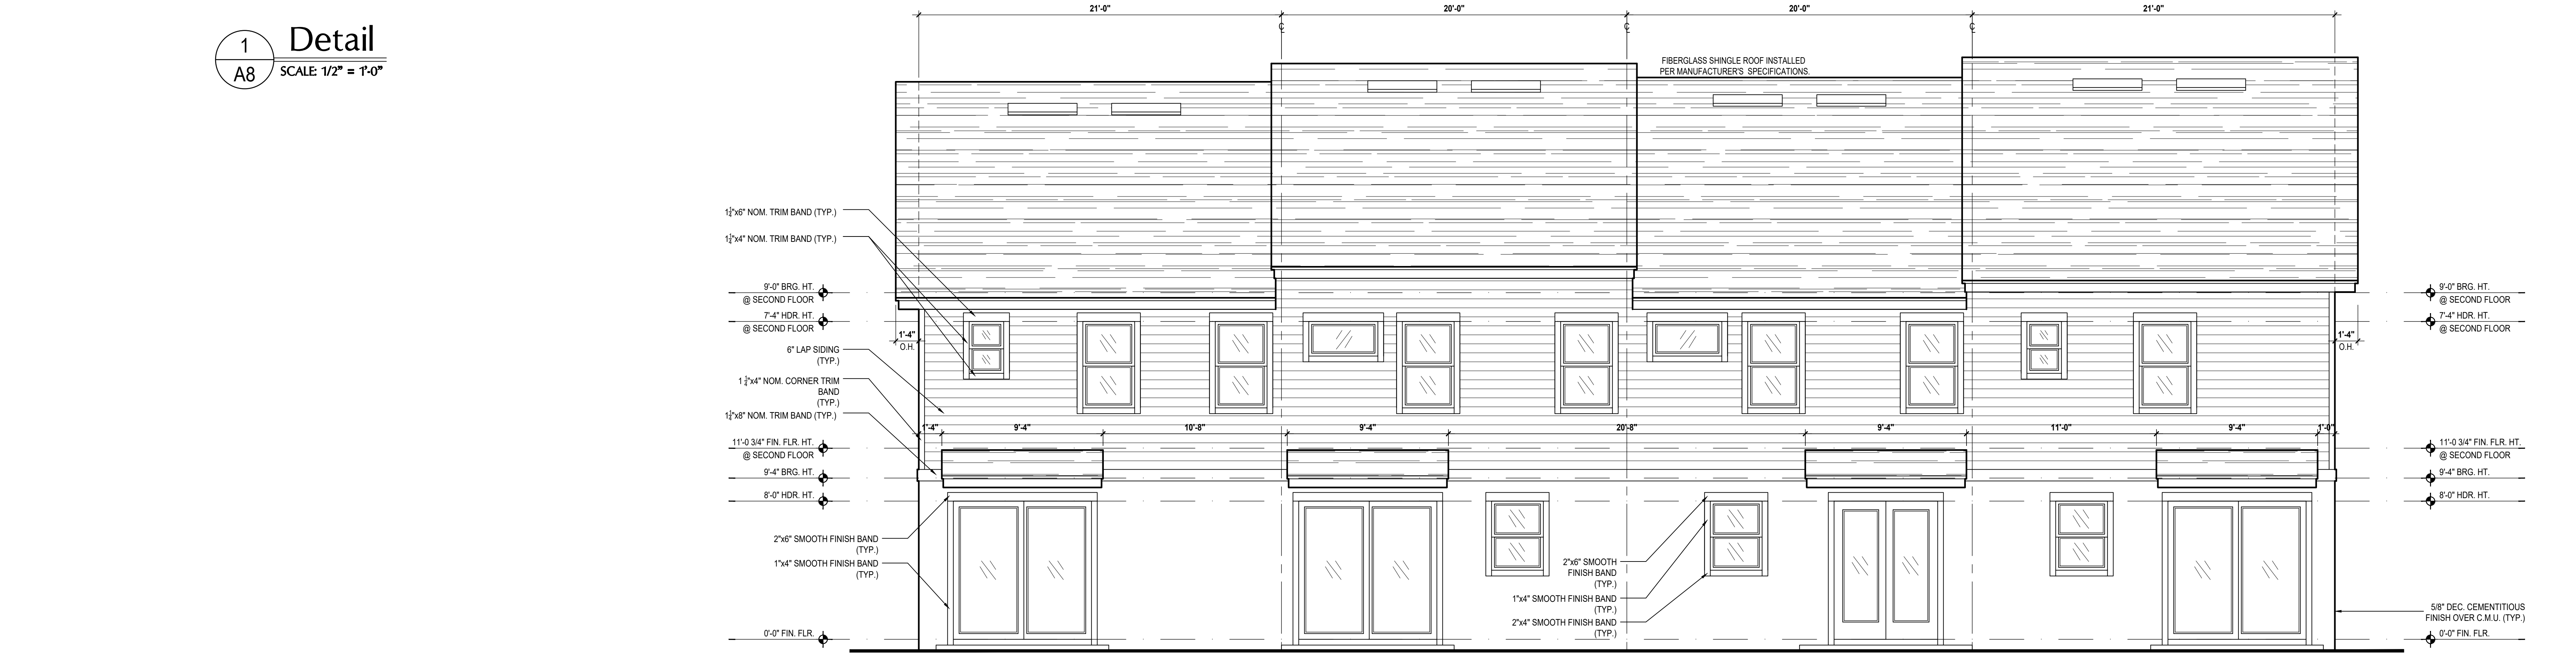 21'-0" 20'-0" 20'-0" 21'-0"
℄ ℄ ℄
1 Detail
A8 SCALE: 1/2" = 1'-0"
FIBERGLASS SHINGLE ROOF INSTALLED
PER MANUFACTURER'S SPECIFICATIONS.
1¼"x6" NOM. TRIM BAND (TYP.)
1¼"x4" NOM. TRIM BAND (TYP.)
9'-0" BRG. HT.
@ SECOND FLOOR
7'-4" HDR. HT.
@ SECOND FLOOR
1'-4"
O.H.
6" LAP SIDING
(TYP.)
1 ¼"x4" NOM. CORNER TRIM
BAND
(TYP.)
1¼"x8" NOM. TRIM BAND (TYP.)
11'-0 3/4" FIN. FLR. HT.
@ SECOND FLOOR
9'-4" BRG. HT.
8'-0" HDR. HT.
2"x6" SMOOTH FINISH BAND
(TYP.)
1"x4" SMOOTH FINISH BAND
(TYP.)
0'-0" FIN. FLR.
1'-4" 9'-4" 10'-8" 9'-4" 20'-8" 9'-4" 11'-0" 9'-4" 1'-0"
2"x6" SMOOTH
FINISH BAND
(TYP.)
1"x4" SMOOTH FINISH BAND
(TYP.)
2"x4" SMOOTH FINISH BAND
(TYP.)
9'-0" BRG. HT.
@ SECOND FLOOR
7'-4" HDR. HT.
@ SECOND FLOOR
1'-4"
O.H.
11'-0 3/4" FIN. FLR. HT.
@ SECOND FLOOR
9'-4" BRG. HT.
8'-0" HDR. HT.
5/8" DEC. CEMENTITIOUS
FINISH OVER C.M.U. (TYP.)
0'-0" FIN. FLR.